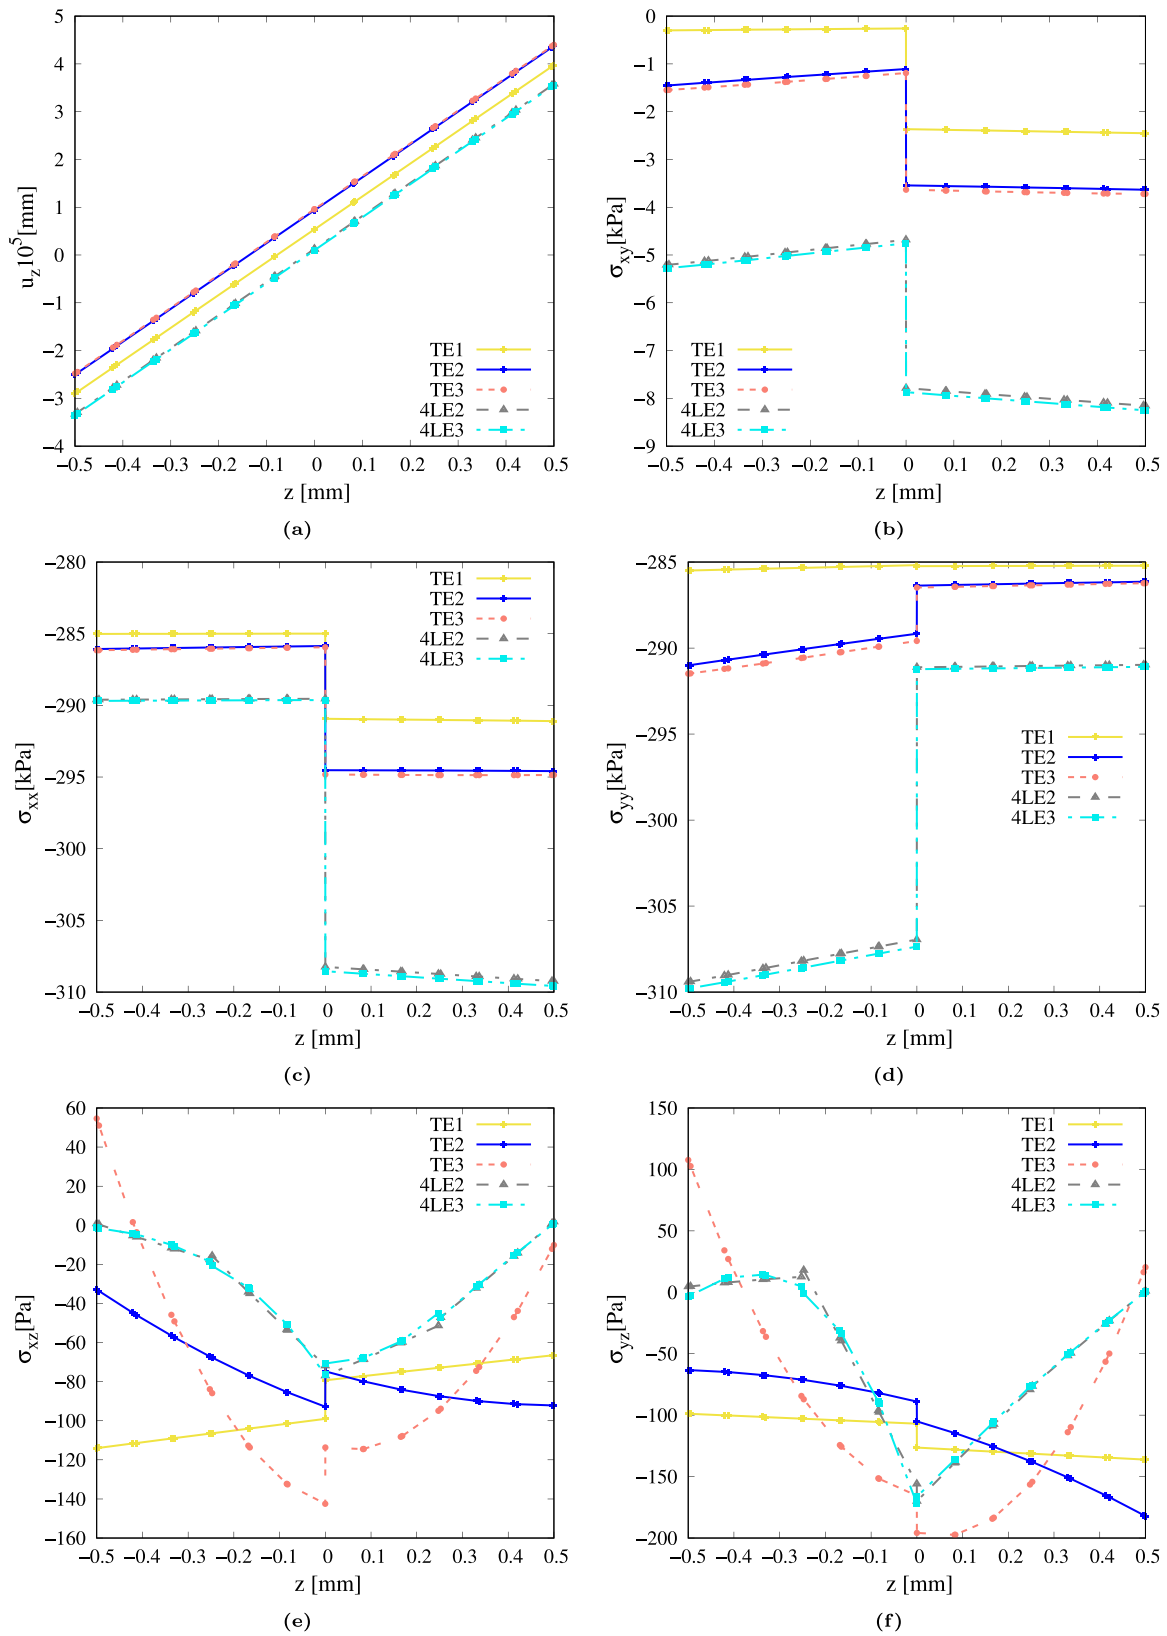 5
4
3
2
1
0
−1
−2
−3
−4
u_z10^5[mm]
TE1
TE2
TE3
4LE2
4LE3
−0.5 −0.4 −0.3 −0.2 −0.1 0 0.1 0.2 0.3 0.4 0.5
z [mm]
(a)
0
−1
−2
−3
−4
−5
−6
−7
−8
−9
σ_xy[kPa]
TE1
TE2
TE3
4LE2
4LE3
−0.5 −0.4 −0.3 −0.2 −0.1 0 0.1 0.2 0.3 0.4 0.5
z [mm]
(b)
−280
−285
−290
−295
−300
−305
−310
σ_xx[kPa]
TE1
TE2
TE3
4LE2
4LE3
−0.5 −0.4 −0.3 −0.2 −0.1 0 0.1 0.2 0.3 0.4 0.5
z [mm]
(c)
−285
−290
−295
−300
−305
−310
σ_yy[kPa]
TE1
TE2
TE3
4LE2
4LE3
−0.5 −0.4 −0.3 −0.2 −0.1 0 0.1 0.2 0.3 0.4 0.5
z [mm]
(d)
60
40
20
0
−20
−40
−60
−80
−100
−120
−140
−160
σ_xz[Pa]
TE1
TE2
TE3
4LE2
4LE3
−0.5 −0.4 −0.3 −0.2 −0.1 0 0.1 0.2 0.3 0.4 0.5
z [mm]
(e)
150
100
50
0
−50
−100
−150
−200
σ_yz[Pa]
TE1
TE2
TE3
4LE2
4LE3
−0.5 −0.4 −0.3 −0.2 −0.1 0 0.1 0.2 0.3 0.4 0.5
z [mm]
(f)